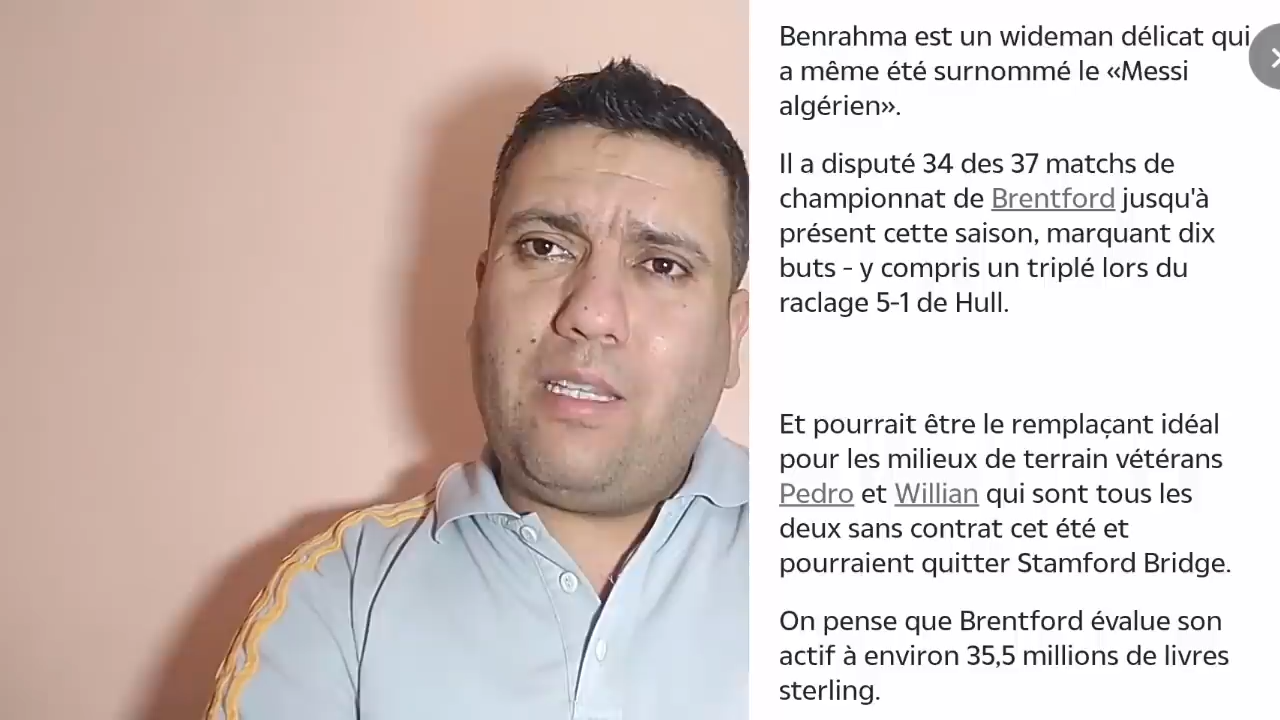 Benrahma est un wideman délicat qui
a même été surnommé le «Messi
algérien».
Il a disputé 34 des 37 matchs de
championnat de Brentford jusqu'à
présent cette saison, marquant dix
buts - y compris un triplé lors du
raclage 5-1 de Hull.
Et pourrait être le remplaçant idéal
pour les milieux de terrain vétérans
Pedro et Willian qui sont tous les
deux sans contrat cet été et
pourraient quitter Stamford Bridge.
On pense que Brentford évalue son
actif à environ 35,5 millions de livres
sterling.